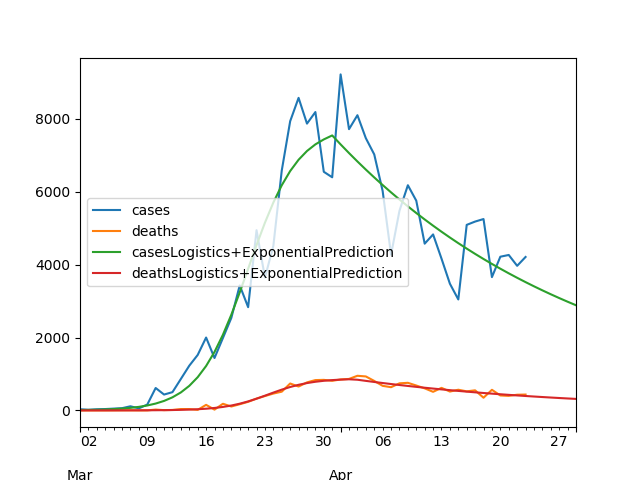 8000
6000
4000
2000
0
cases
deaths
casesLogistics+ExponentialPrediction
deathsLogistics+ExponentialPrediction
02 09 16 23 30 06 13 20 27
Mar Apr